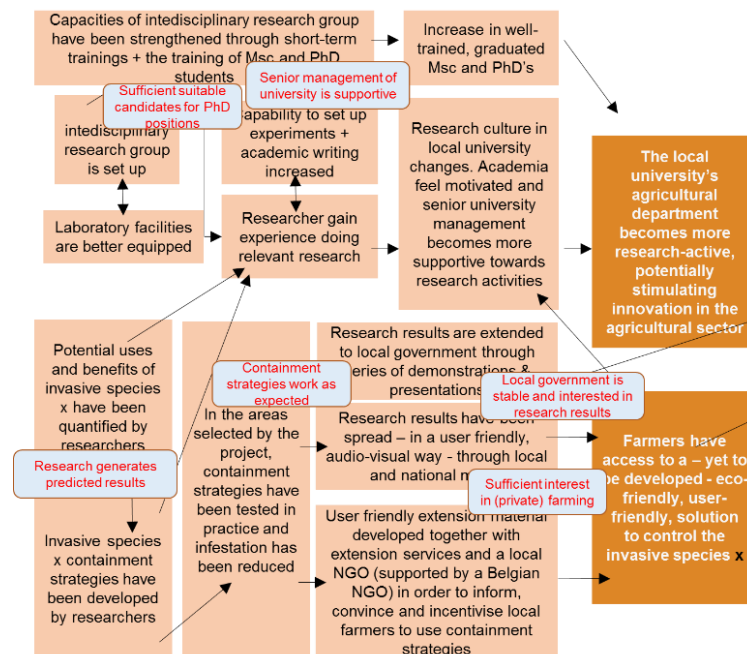 Capacities of intedisciplinary research group
have been strengthened through short-term
trainings + the training of Msc and PhD
students
Increase in well-
trained, graduated
Msc and PhD's
Sufficient suitable
candidates for PhD
positions
Senior management of
university is supportive
intedisciplinary
research group
is set up
to set up
experiments +
academic writing
increased
Laboratory facilities
are better equipped
Researcher gain
experience doing
relevant research
Research culture in
local university
changes. Academia
feel motivated and
senior university
management
becomes more
supportive towards
research activities
The local
university's
agricultural
department
becomes more
research-active,
potentially
stimulating
innovation in the
agricultural sector
Potential uses
and benefits of
invasive species
x have been
quantified by
researchers
Research generates
predicted results
Invasive species
x containment
strategies have
been developed
by researchers
Containment
strategies work as
expected
In the areas
selected by the
project,
containment
strategies have
been tested in
practice and
infestation has
been reduced
Research results are extended
to local government through
of demonstrations &
presentations
Local government is
stable and interested in
research results
Research results have been
spread – in a user friendly,
audio-visual way - through local
and national
Sufficient interest
in (private) farming
User friendly extension material
developed together with
extension services and a local
NGO (supported by a Belgian
NGO) in order to inform,
convince and incentivise local
farmers to use containment
strategies
Farmers have
access to a – yet to
be developed - eco-
friendly, user-
friendly, solution
to control the
invasive species x